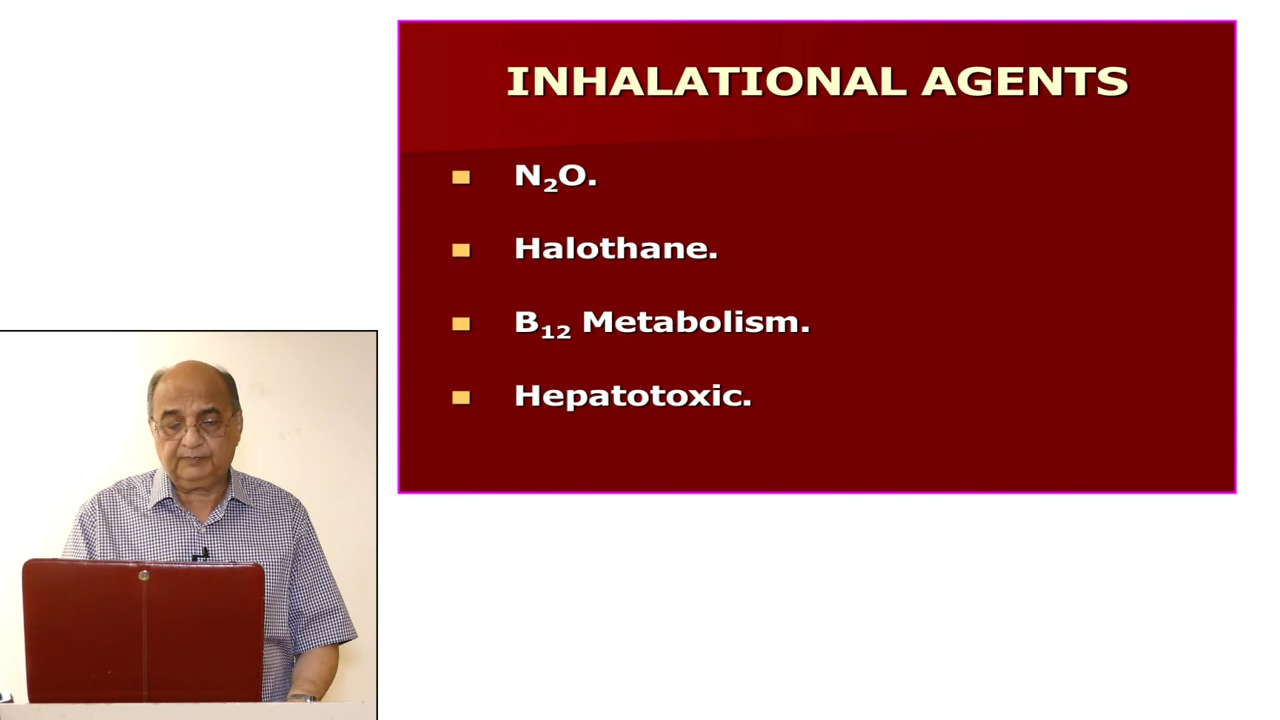 INHALATIONAL AGENTS
N₂O.
Halothane.
B₁₂ Metabolism.
Hepatotoxic.